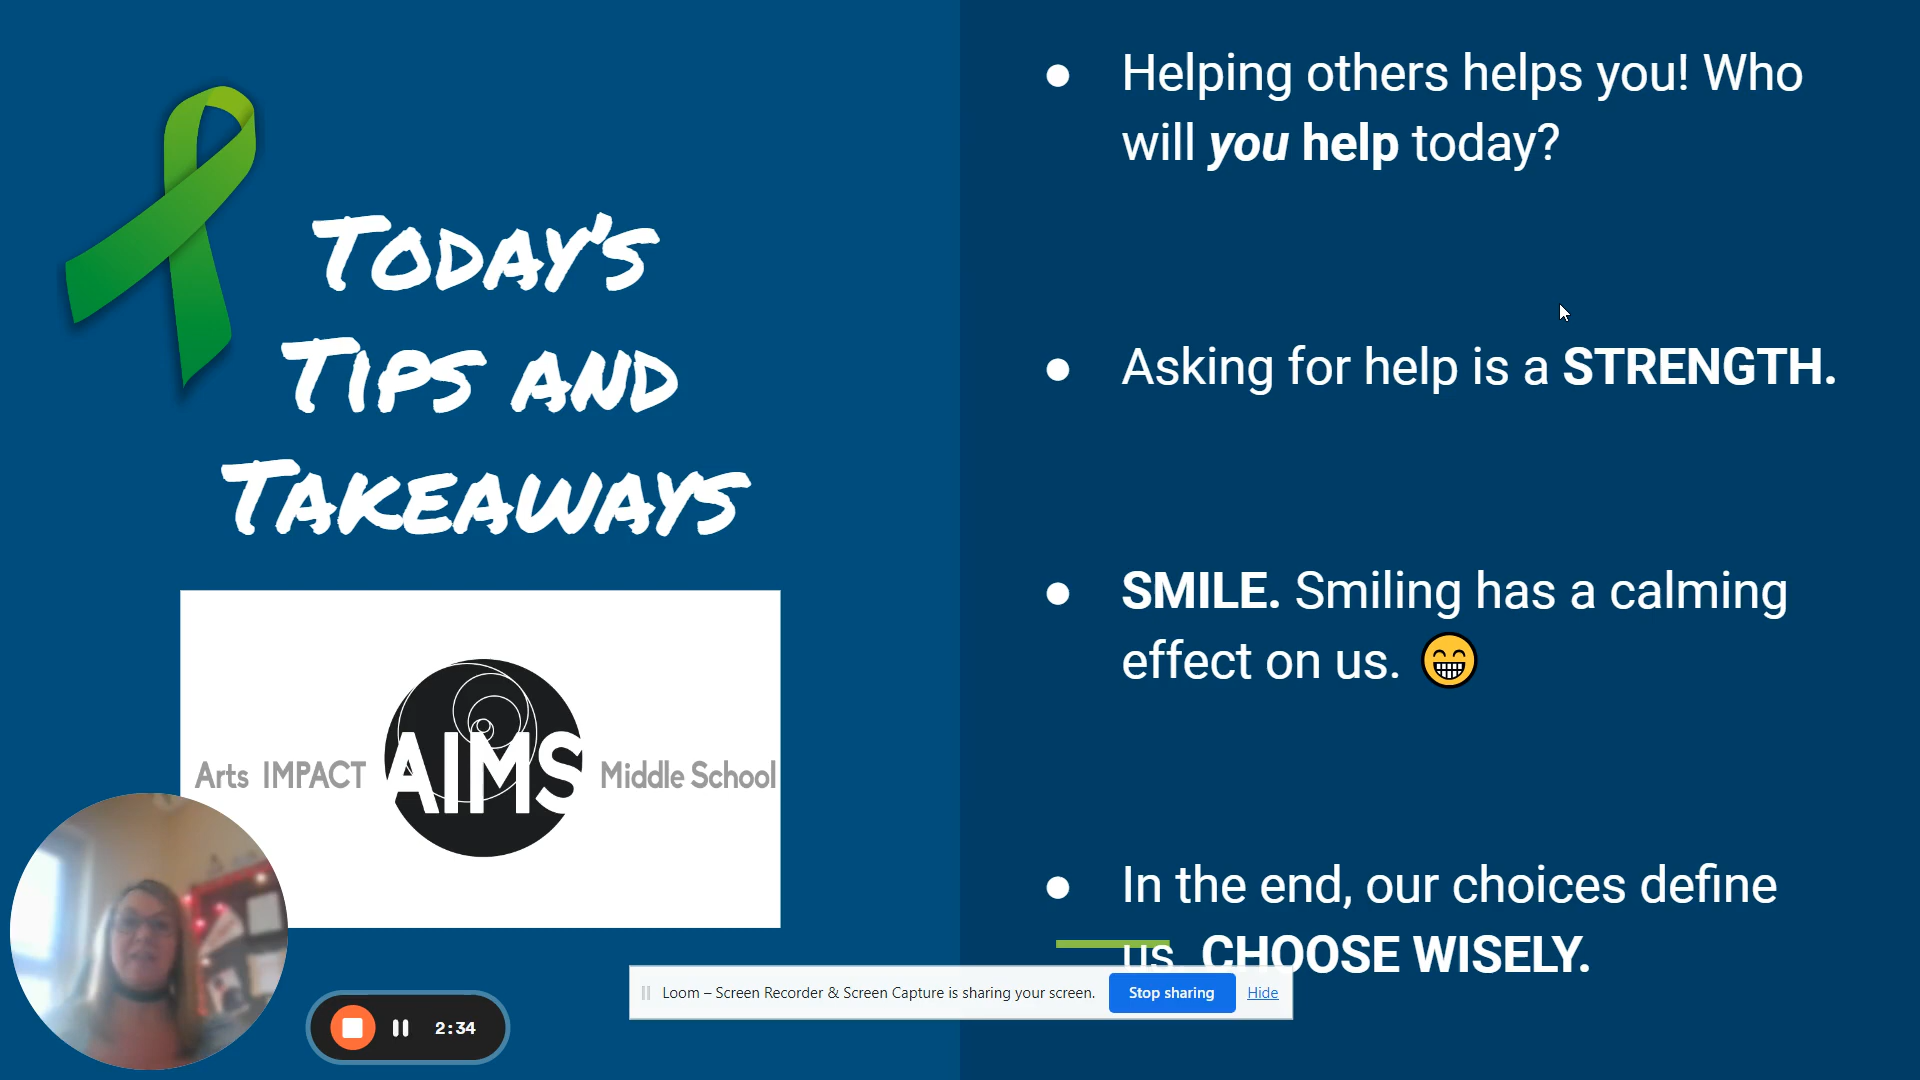 Today's
Tips and
Takeaways
Arts IMPACT AIMS Middle School
● Helping others helps you! Who
will you help today?
● Asking for help is a STRENGTH.
● SMILE. Smiling has a calming
effect on us. 😁
● In the end, our choices define
us. CHOOSE WISELY.
Loom – Screen Recorder & Screen Capture is sharing your screen. Stop sharing Hide
2:34